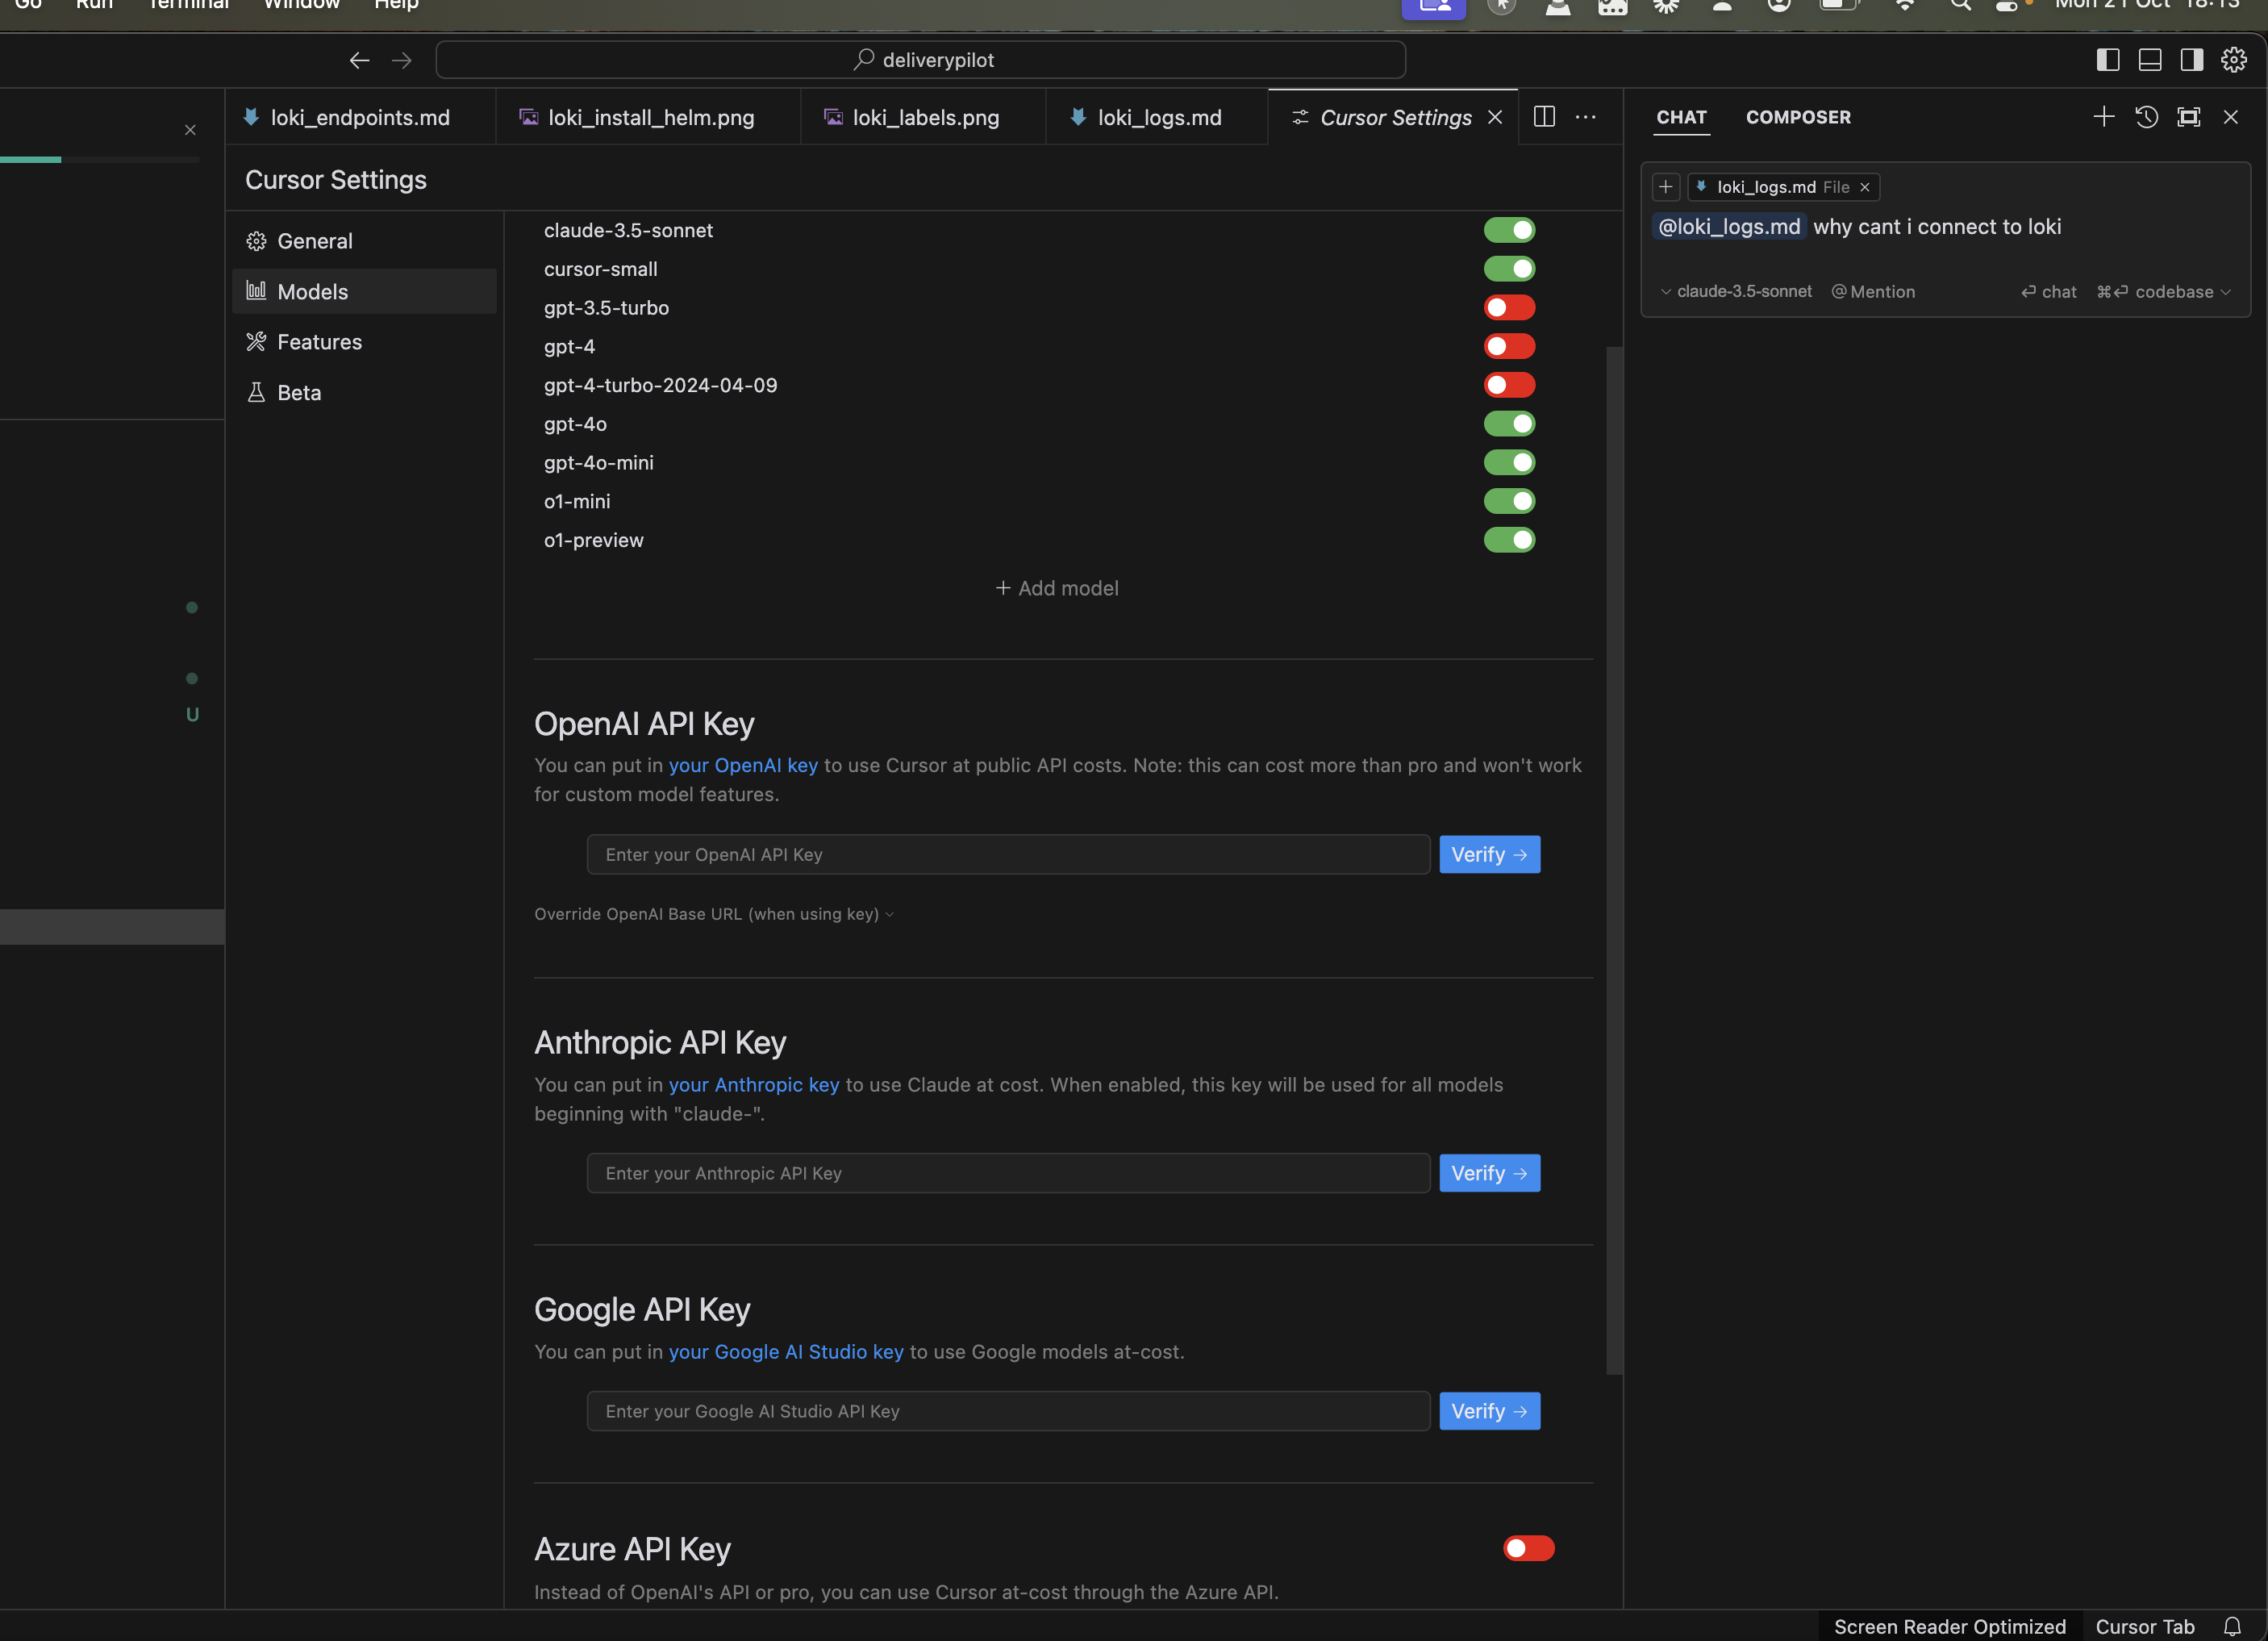 Go Run Terminal Window Help
Mon 21 Oct 18:13
deliverypilot
loki_endpoints.md
loki_install_helm.png
loki_labels.png
loki_logs.md
Cursor Settings
CHAT
COMPOSER
Cursor Settings
General
Models
Features
Beta
claude-3.5-sonnet
cursor-small
gpt-3.5-turbo
gpt-4
gpt-4-turbo-2024-04-09
gpt-4o
gpt-4o-mini
o1-mini
o1-preview
+ Add model
U
OpenAI API Key
You can put in your OpenAI key to use Cursor at public API costs. Note: this can cost more than pro and won't work
for custom model features.
Enter your OpenAI API Key
Verify →
Override OpenAI Base URL (when using key)
Anthropic API Key
You can put in your Anthropic key to use Claude at cost. When enabled, this key will be used for all models
beginning with "claude-".
Enter your Anthropic API Key
Verify →
Google API Key
You can put in your Google AI Studio key to use Google models at-cost.
Enter your Google AI Studio API Key
Verify →
Azure API Key
Instead of OpenAI's API or pro, you can use Cursor at-cost through the Azure API.
loki_logs.md File
@loki_logs.md why cant i connect to loki
claude-3.5-sonnet @ Mention
⏎ chat ⌘⏎ codebase
Screen Reader Optimized
Cursor Tab